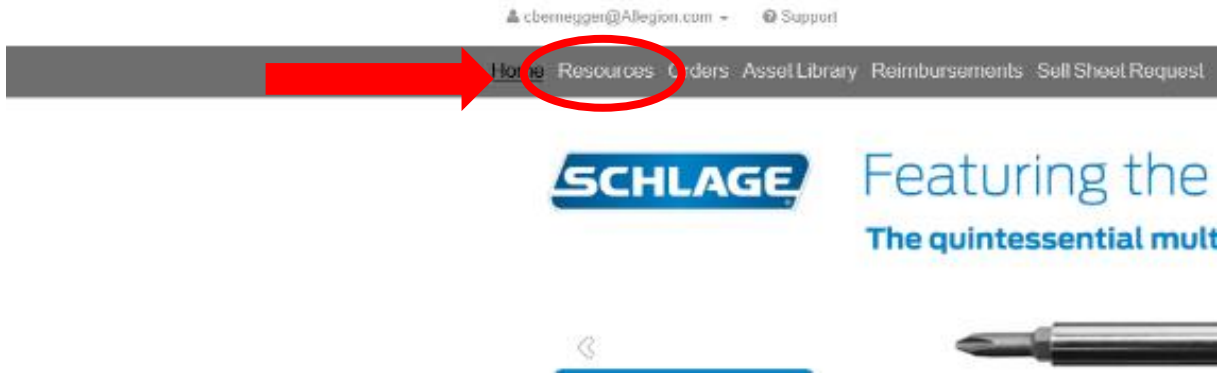 cbernegger@Allegion.com Support
Home Resources Orders Asset Library Reimbursements Sell Sheet Request
SCHLAGE
Featuring the
The quintessential mult